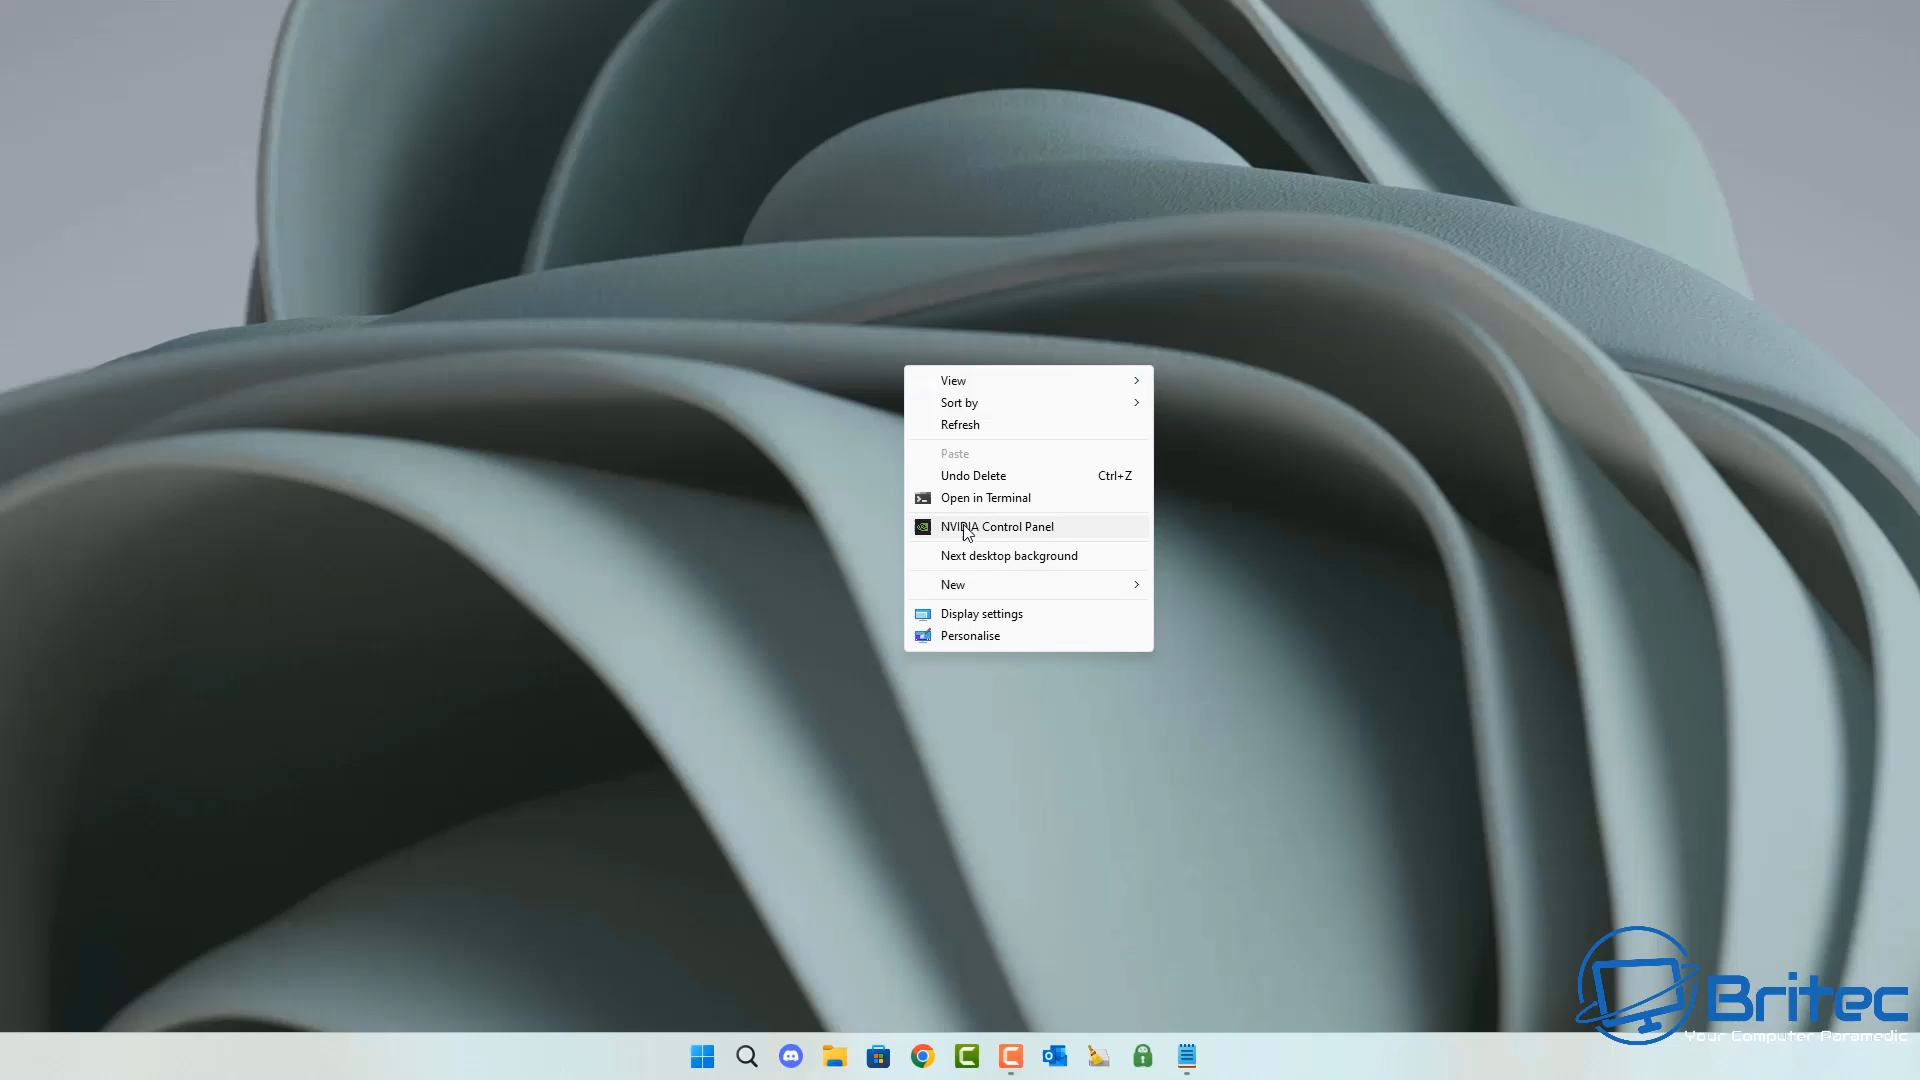 View
Sort by
Refresh
Paste
Undo Delete Ctrl+Z
Open in Terminal
NVIDIA Control Panel
Next desktop background
New
Display settings
Personalise
Britec
Your Computer Paramedic